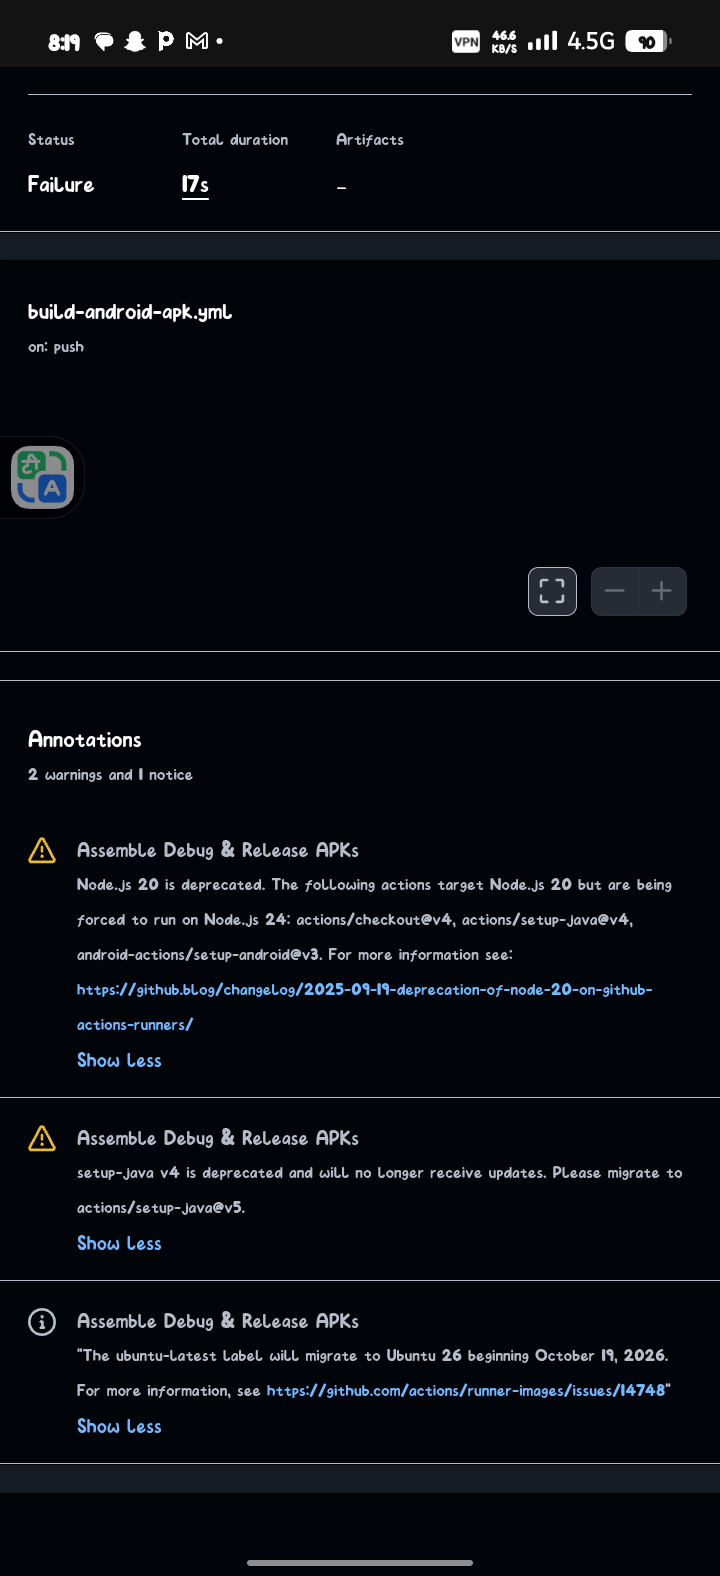 8:19
VPN 46.6 KB/S 4.5G 90
Status Total duration Artifacts
Failure 17s –
build-android-apk.yml
on: push
A
Annotations
2 warnings and 1 notice
Assemble Debug & Release APKs
Node.js 20 is deprecated. The following actions target Node.js 20 but are being
forced to run on Node.js 24: actions/checkout@v4, actions/setup-java@v4,
android-actions/setup-android@v3. For more information see:
https://github.blog/changelog/2025-09-19-deprecation-of-node-20-on-github-
actions-runners/
Show less
Assemble Debug & Release APKs
setup-java v4 is deprecated and will no longer receive updates. Please migrate to
actions/setup-java@v5.
Show less
Assemble Debug & Release APKs
"The ubuntu-latest label will migrate to Ubuntu 26 beginning October 19, 2026.
For more information, see https://github.com/actions/runner-images/issues/14748"
Show less